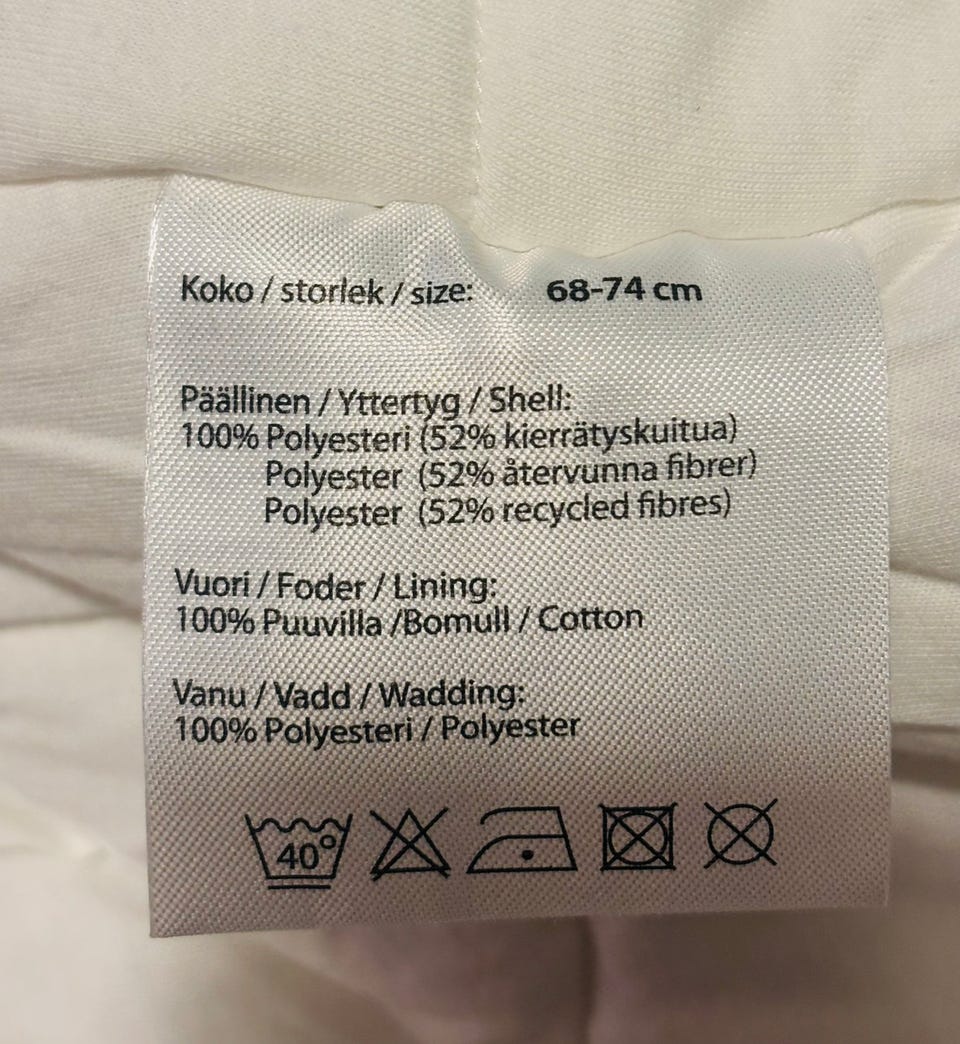 Koko / storlek / size: 68-74 cm
Päällinen / Yttertyg / Shell:
100% Polyesteri (52% kierrätyskuitua)
Polyester (52% återvunna fibrer)
Polyester (52% recycled fibres)
Vuori / Foder / Lining:
100% Puuvilla /Bomull / Cotton
Vanu / Vadd / Wadding:
100% Polyesteri / Polyester
40°